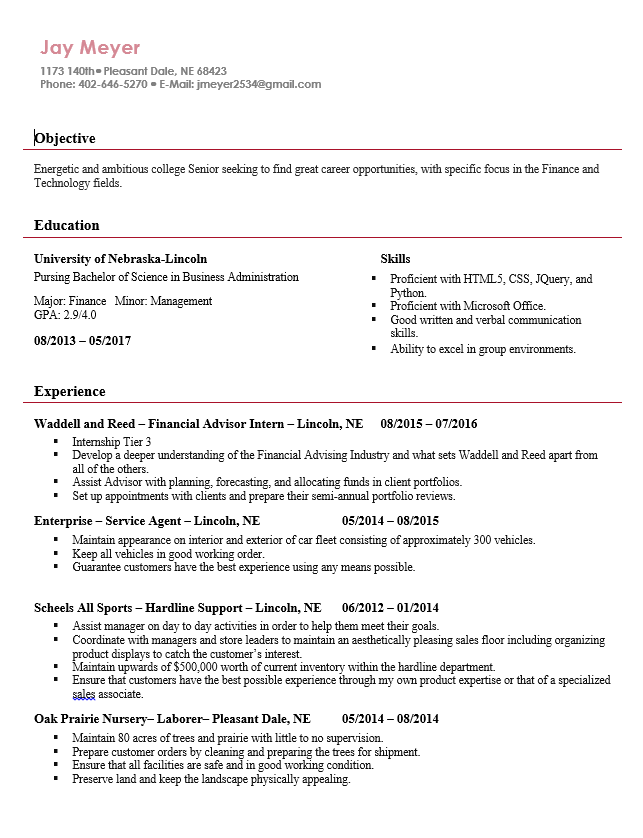 Jay Meyer
1173 140th• Pleasant Dale, NE 68423
Phone: 402-646-5270 • E-Mail: jmeyer2534@gmail.com
Objective
Energetic and ambitious college Senior seeking to find great career opportunities, with specific focus in the Finance and
Technology fields.
Education
University of Nebraska-Lincoln
Pursing Bachelor of Science in Business Administration
Major: Finance Minor: Management
GPA: 2.9/4.0
08/2013 – 05/2017
Skills
▪ Proficient with HTML5, CSS, JQuery, and
Python.
▪ Proficient with Microsoft Office.
▪ Good written and verbal communication
skills.
▪ Ability to excel in group environments.
Experience
Waddell and Reed – Financial Advisor Intern – Lincoln, NE 08/2015 – 07/2016
▪ Internship Tier 3
▪ Develop a deeper understanding of the Financial Advising Industry and what sets Waddell and Reed apart from
all of the others.
▪ Assist Advisor with planning, forecasting, and allocating funds in client portfolios.
▪ Set up appointments with clients and prepare their semi-annual portfolio reviews.
Enterprise – Service Agent – Lincoln, NE 05/2014 – 08/2015
▪ Maintain appearance on interior and exterior of car fleet consisting of approximately 300 vehicles.
▪ Keep all vehicles in good working order.
▪ Guarantee customers have the best experience using any means possible.
Scheels All Sports – Hardline Support – Lincoln, NE 06/2012 – 01/2014
▪ Assist manager on day to day activities in order to help them meet their goals.
▪ Coordinate with managers and store leaders to maintain an aesthetically pleasing sales floor including organizing
product displays to catch the customer’s interest.
▪ Maintain upwards of $500,000 worth of current inventory within the hardline department.
▪ Ensure that customers have the best possible experience through my own product expertise or that of a specialized
sales associate.
Oak Prairie Nursery– Laborer– Pleasant Dale, NE 05/2014 – 08/2014
▪ Maintain 80 acres of trees and prairie with little to no supervision.
▪ Prepare customer orders by cleaning and preparing the trees for shipment.
▪ Ensure that all facilities are safe and in good working condition.
▪ Preserve land and keep the landscape physically appealing.